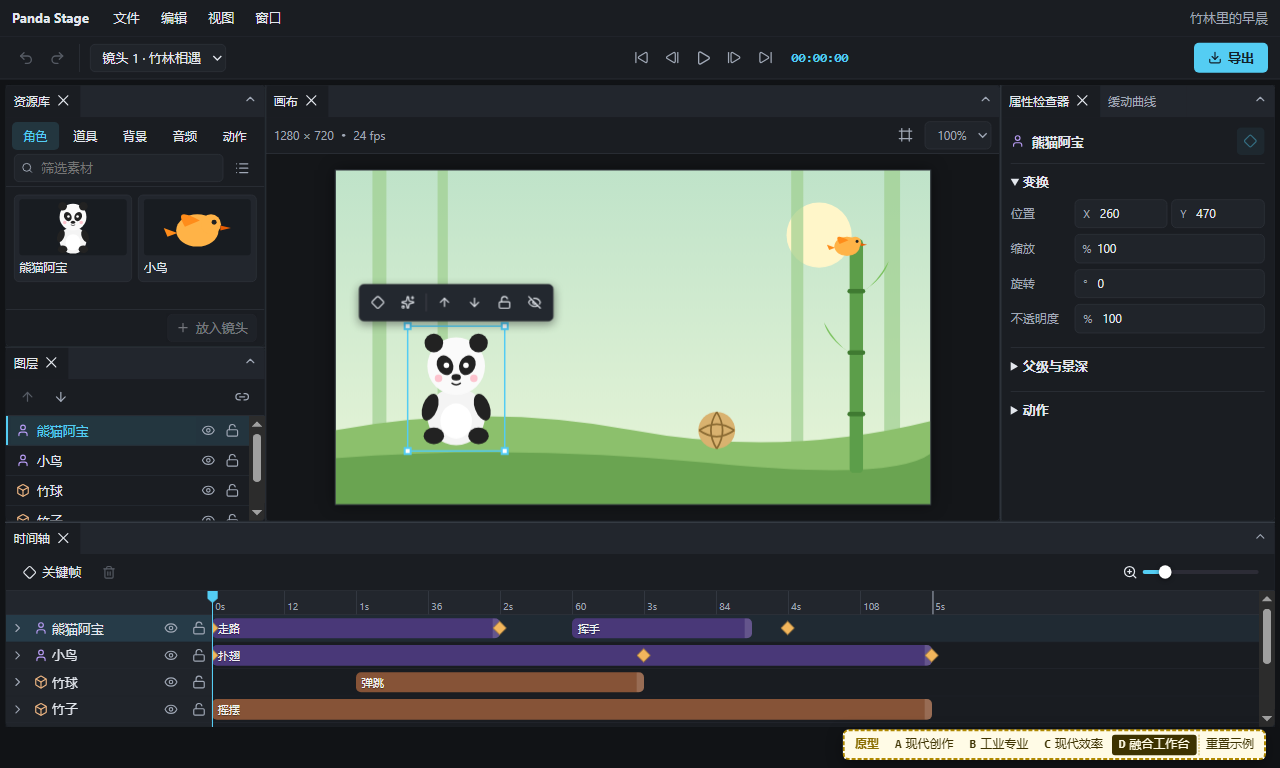 Panda Stage 文件 编辑 视图 窗口 竹林里的早晨
镜头 1 · 竹林相遇 00:00:00 导出
资源库 画布 属性检查器 缓动曲线
角色 道具 背景 音频 动作
筛选素材
熊猫阿宝 小鸟
放入镜头
1280 × 720 • 24 fps 100%
熊猫阿宝
变换
位置 X 260 Y 470
缩放 % 100
旋转 ° 0
不透明度 % 100
父级与景深
动作
图层
熊猫阿宝
小鸟
竹球
竹子
时间轴
关键帧
0s 12 1s 36 2s 60 3s 84 4s 108 5s
熊猫阿宝 走路 挥手
小鸟 扑翅
竹球 弹跳
竹子 摇摆
原型 A 现代创作 B 工业专业 C 现代效率 D 融合工作台 重置示例